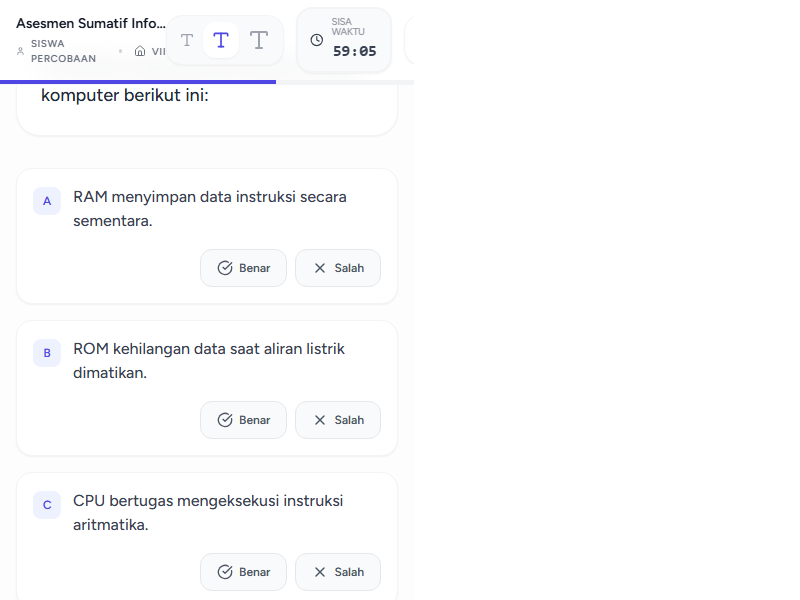 Asesmen Sumatif Info...
SISWA PERCOBAAN
VII
T T T
SISA WAKTU
59:05
komputer berikut ini:
A
RAM menyimpan data instruksi secara
sementara.
Benar
Salah
B
ROM kehilangan data saat aliran listrik
dimatikan.
Benar
Salah
C
CPU bertugas mengeksekusi instruksi
aritmatika.
Benar
Salah